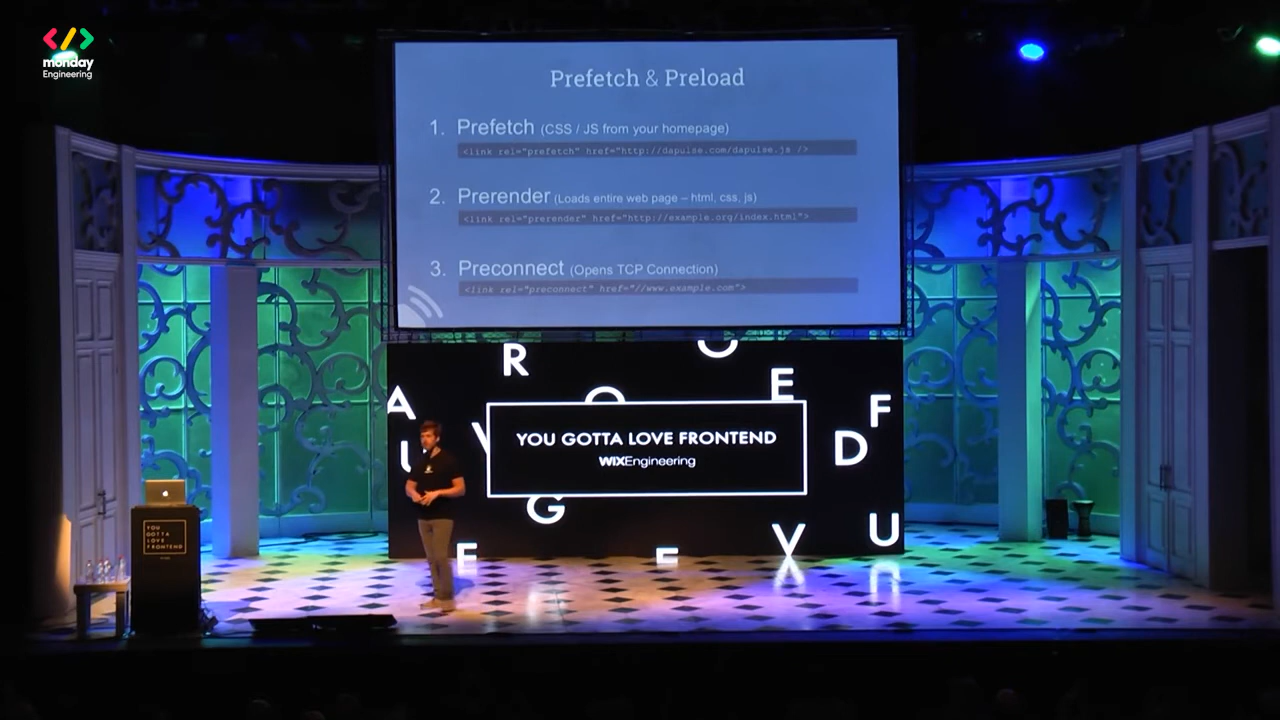 monday
Engineering
Prefetch & Preload
1. Prefetch (CSS / JS from your homepage)
<link rel="prefetch" href="http://dapulse.com/dapulse.js />
2. Prerender (Loads entire web page – html, css, js)
<link rel="prerender" href="http://example.org/index.html">
3. Preconnect (Opens TCP Connection)
<link rel="preconnect" href="//www.example.com">
R
O
E
A
F
YOU GOTTA LOVE FRONTEND
WIXEngineering
U
V
D
G
V
U
E
E
YOU
GOTTA
LOVE
FRONTEND